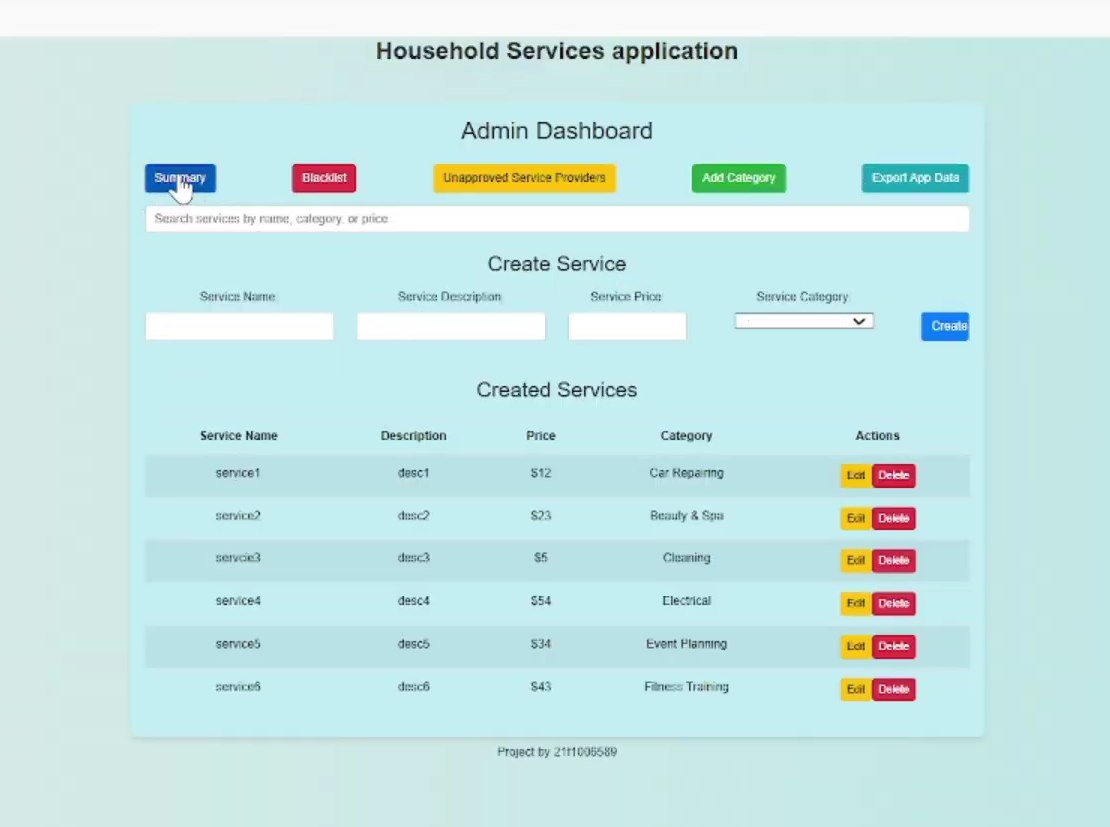 Household Services application
Admin Dashboard
Summary Blacklist Unapproved Service Providers Add Category Export App Data
Search services by name, category, or price
Create Service
Service Name Service Description Service Price Service Category
Create
Created Services
Service Name Description Price Category Actions
service1 desc1 $12 Car Repairing Edit Delete
service2 desc2 $23 Beauty & Spa Edit Delete
servcie3 desc3 $5 Cleaning Edit Delete
service4 desc4 $54 Electrical Edit Delete
service5 desc5 $34 Event Planning Edit Delete
service6 desc6 $43 Fitness Training Edit Delete
Project by 21f1006589